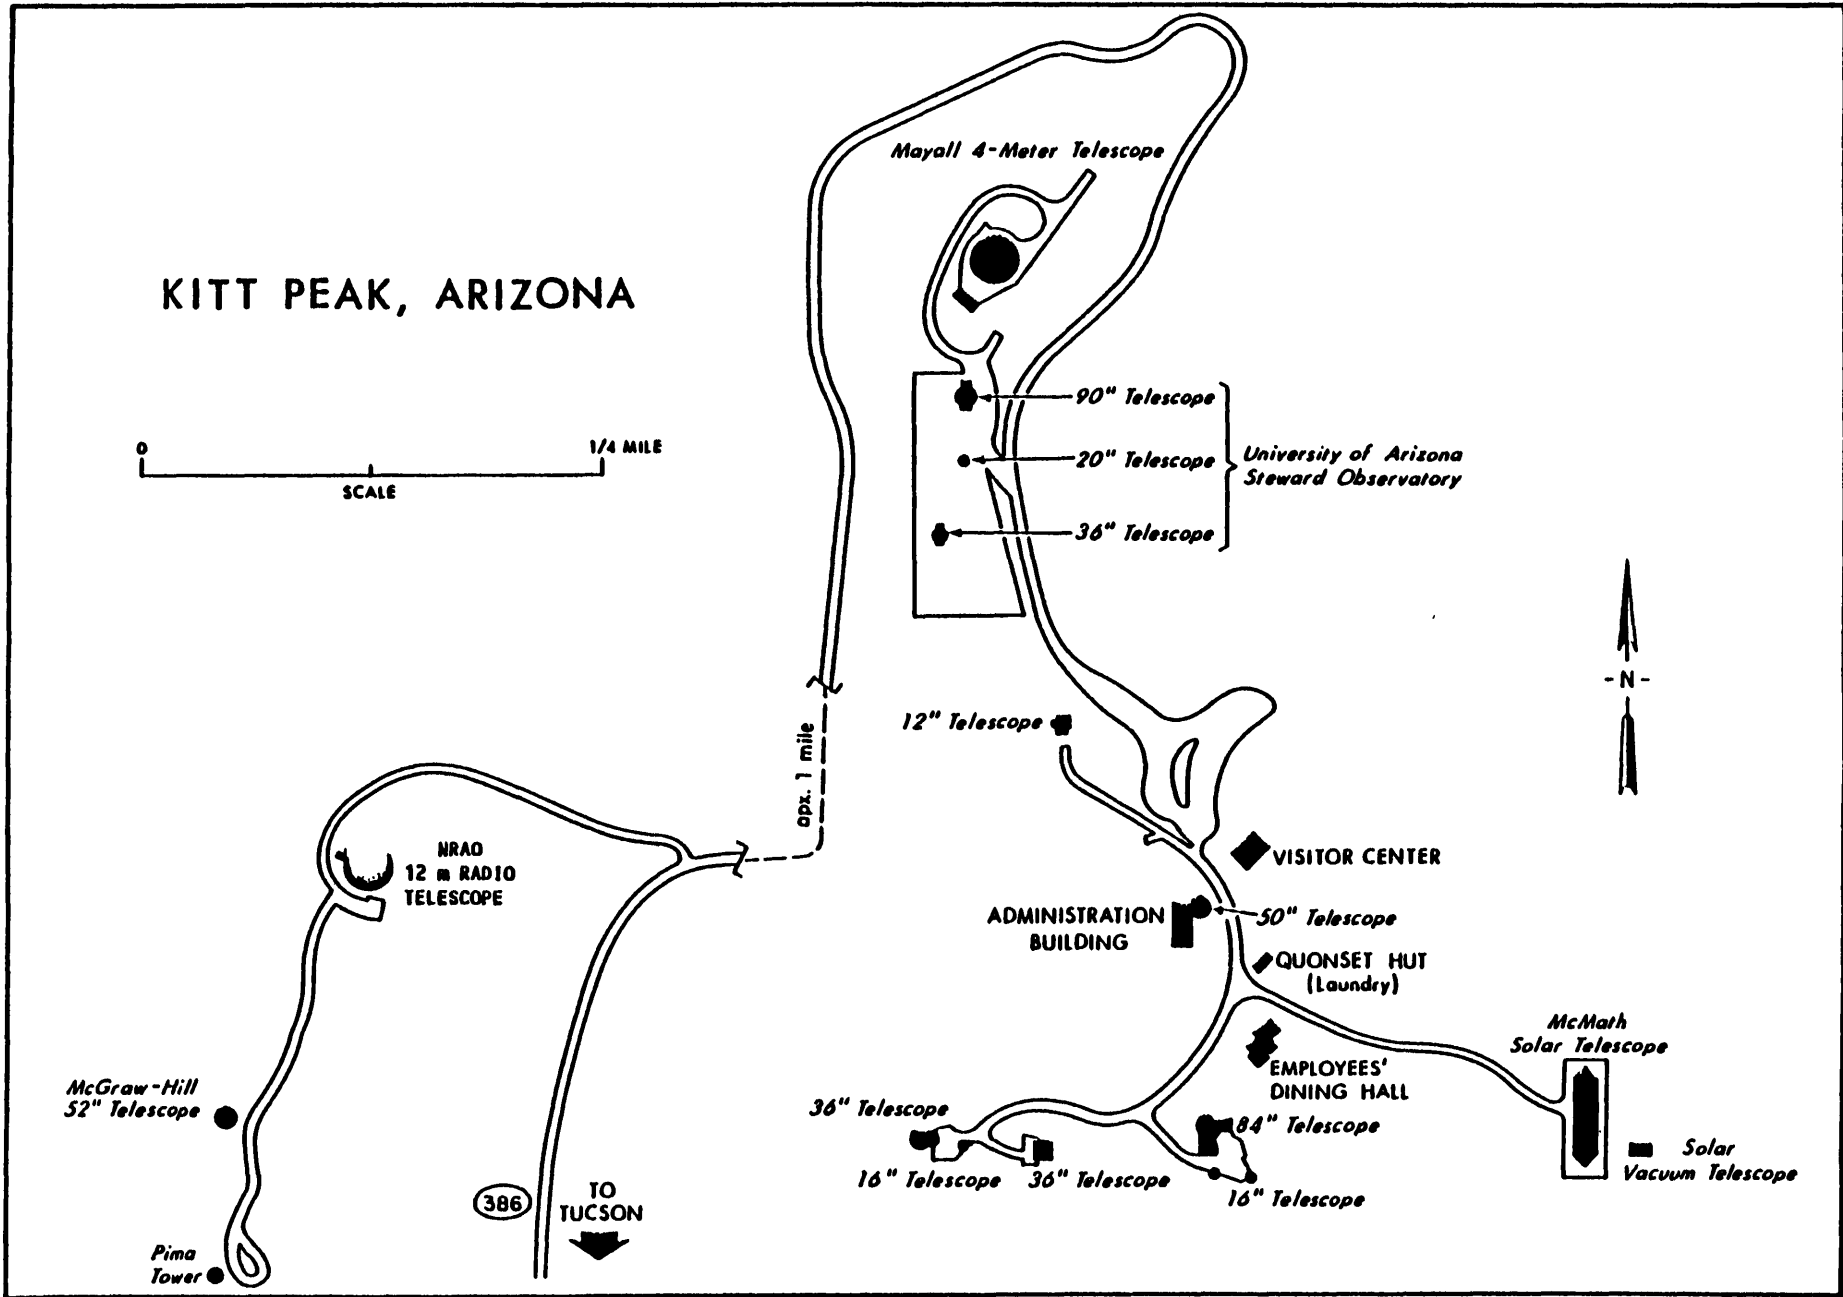 Mayall 4-Meter Telescope
KITT PEAK, ARIZONA
0
1/4 MILE
SCALE
90" Telescope
20" Telescope
36" Telescope
University of Arizona
Steward Observatory
-N-
12" Telescope
apx. 1 mile
NRAO
12 m RADIO
TELESCOPE
VISITOR CENTER
ADMINISTRATION
BUILDING
50" Telescope
QUONSET HUT
(Laundry)
McMath
Solar Telescope
EMPLOYEES'
DINING HALL
McGraw-Hill
52" Telescope
36" Telescope
84" Telescope
16" Telescope
36" Telescope
16" Telescope
Solar
Vacuum Telescope
386
TO
TUCSON
Pima
Tower